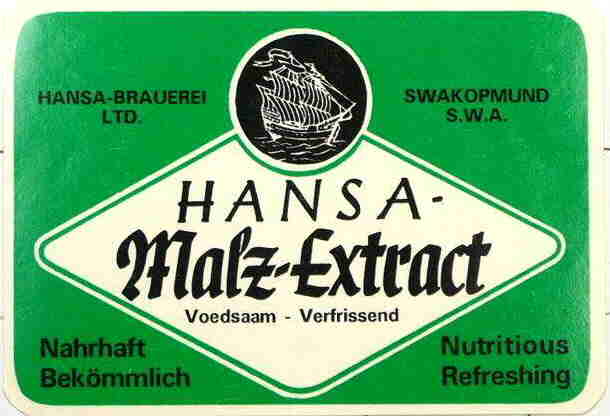 HANSA-BRAUEREI
LTD.
SWAKOPMUND
S.W.A.
HANSA-
Malz-Extract
Voedsaam - Verfrissend
Nahrhaft
Bekömmlich
Nutritious
Refreshing